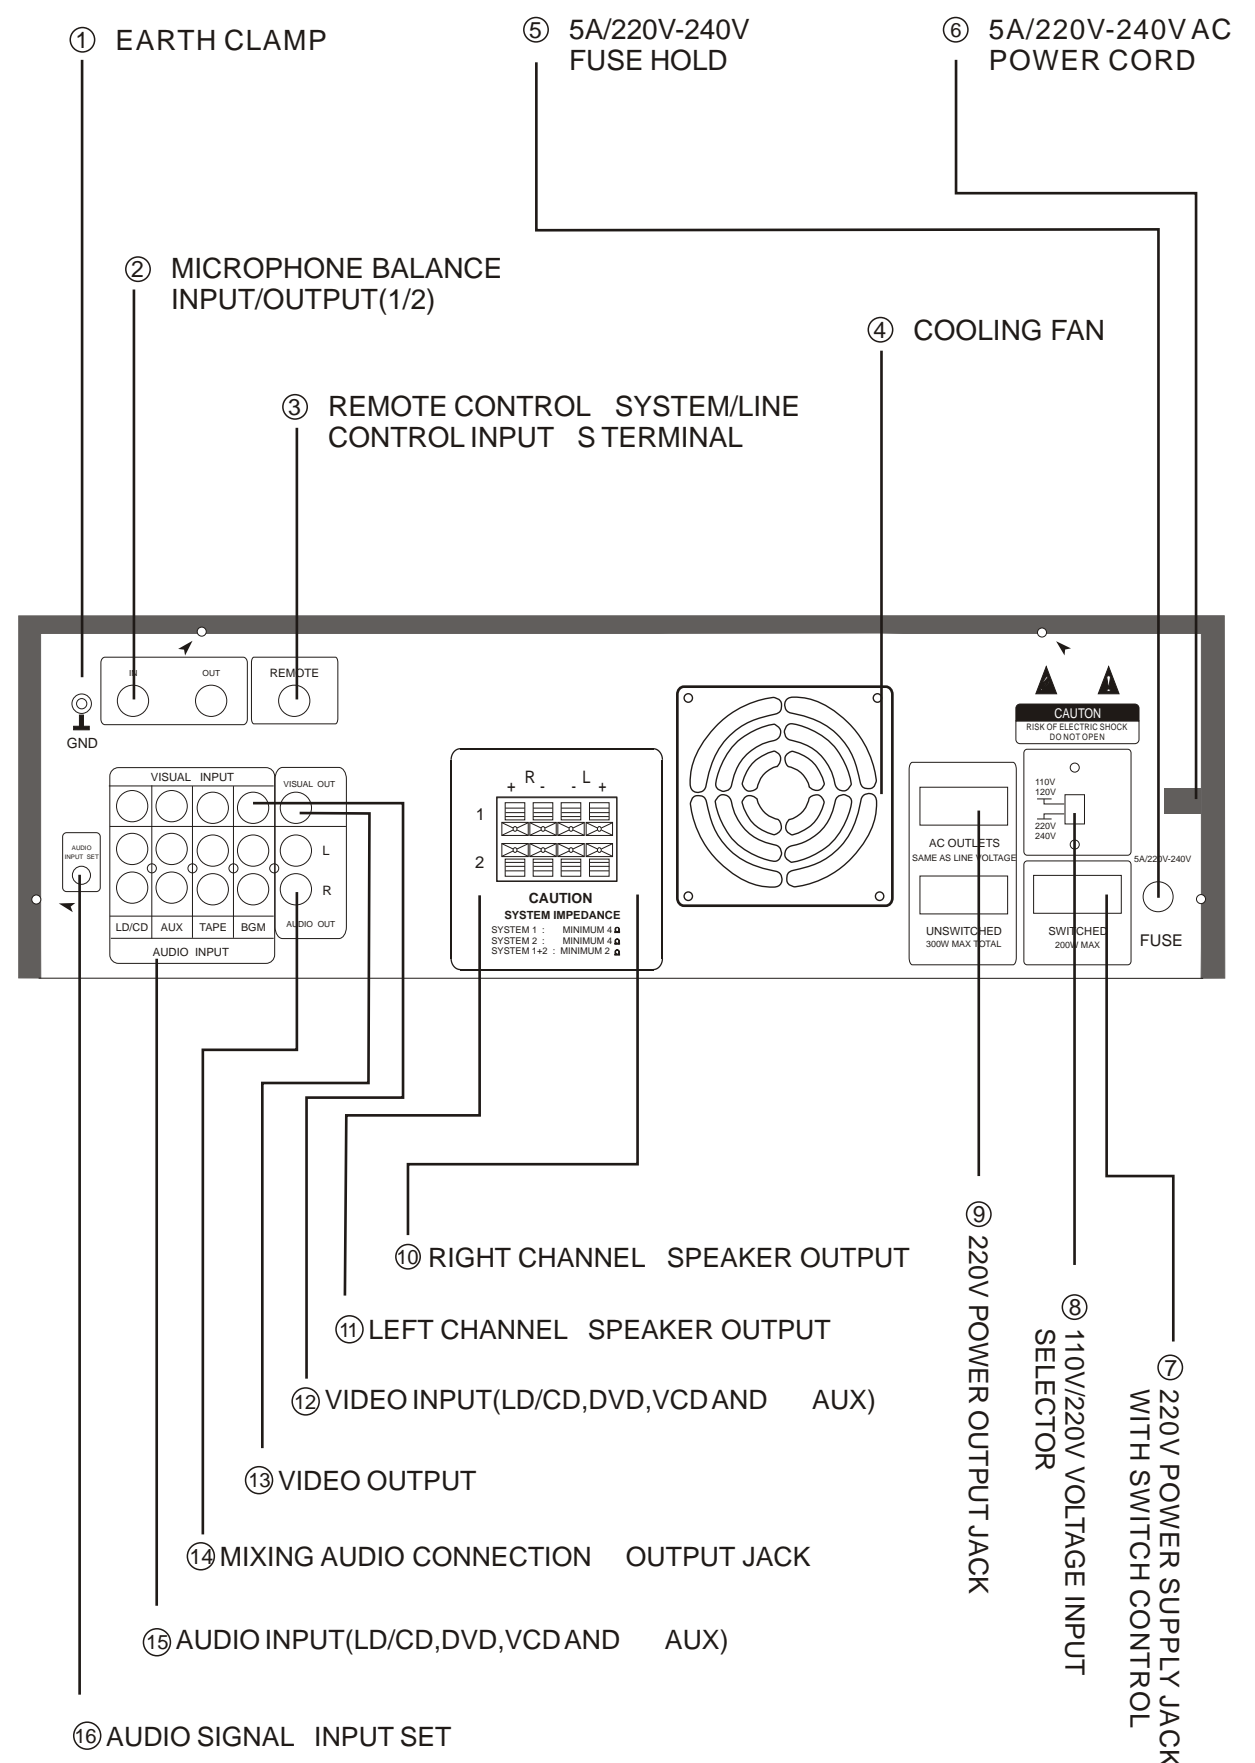 ① EARTH CLAMP
⑤ 5A/220V-240V
FUSE HOLD
⑥ 5A/220V-240V AC
POWER CORD
② MICROPHONE BALANCE
INPUT/OUTPUT(1/2)
④ COOLING FAN
③ REMOTE CONTROL SYSTEM/LINE
CONTROL INPUT S TERMINAL
IN
OUT
REMOTE
GND
CAUTON
RISK OF ELECTRIC SHOCK
DO NOT OPEN
VISUAL INPUT
VISUAL OUT
AUDIO
INPUT SET
L
R
LD/CD AUX TAPE BGM
AUDIO OUT
AUDIO INPUT
R L
+ - - +
1
2
CAUTION
SYSTEM IMPEDANCE
SYSTEM 1 : MINIMUM 4
SYSTEM 2 : MINIMUM 4
SYSTEM 1+2 : MINIMUM 2
AC OUTLETS
SAME AS LINE VOLTAGE
UNSWITCHED
300W MAX TOTAL
110V
120V
220V
240V
SWITCHED
200W MAX
5A/220V-240V
FUSE
⑩ RIGHT CHANNEL SPEAKER OUTPUT
⑪ LEFT CHANNEL SPEAKER OUTPUT
⑫ VIDEO INPUT(LD/CD,DVD,VCD AND AUX)
⑬ VIDEO OUTPUT
⑭ MIXING AUDIO CONNECTION OUTPUT JACK
⑮ AUDIO INPUT(LD/CD,DVD,VCD AND AUX)
⑯ AUDIO SIGNAL INPUT SET
⑨ 220V POWER OUTPUT JACK
⑧ 110V/220V VOLTAGE INPUT
SELECTOR
⑦ 220V POWER SUPPLY JACK
WITH SWITCH CONTROL